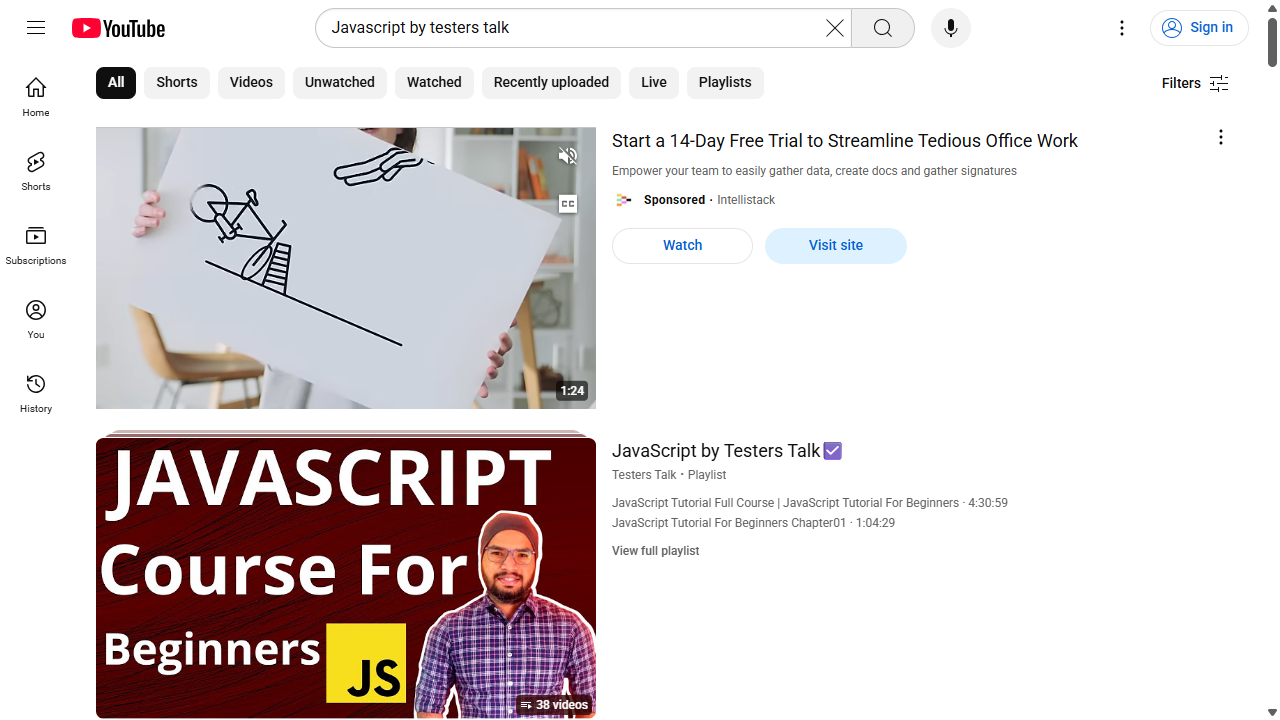 YouTube
Javascript by testers talk
Sign in
All
Shorts
Videos
Unwatched
Watched
Recently uploaded
Live
Playlists
Filters
Home
Shorts
Subscriptions
You
History
CC
1:24
Start a 14-Day Free Trial to Streamline Tedious Office Work
Empower your team to easily gather data, create docs and gather signatures
Sponsored · Intellistack
Watch
Visit site
JAVASCRIPT
Course For
Beginners
JS
38 videos
JavaScript by Testers Talk☑
Testers Talk • Playlist
JavaScript Tutorial Full Course | JavaScript Tutorial For Beginners · 4:30:59
JavaScript Tutorial For Beginners Chapter01 · 1:04:29
View full playlist